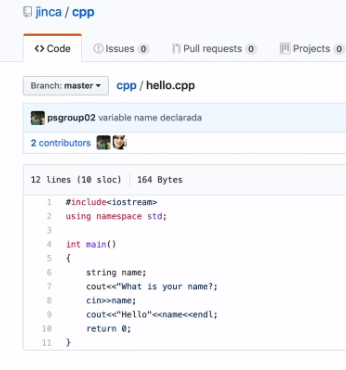 jinca / cpp
Code Issues 0 Pull requests 0 Projects 0
Branch: master cpp / hello.cpp
psgroup02 variable name declarada
2 contributors
12 lines (10 sloc) 164 Bytes
1 #include<iostream>
2 using namespace std;
3
4 int main()
5 {
6 string name;
7 cout<<"What is your name?;
8 cin>>name;
9 cout<<"Hello"<<name<<endl;
10 return 0;
11 }